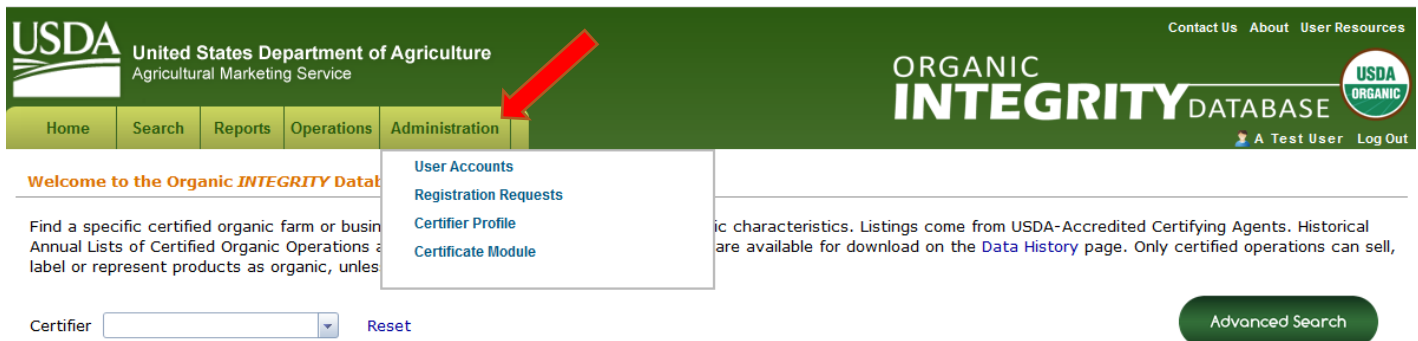 Contact Us About User Resources
USDA
United States Department of Agriculture
Agricultural Marketing Service
ORGANIC
INTEGRITY DATABASE
USDA
ORGANIC
A Test User Log Out
Home Search Reports Operations Administration
User Accounts
Registration Requests
Certifier Profile
Certificate Module
Welcome to the Organic INTEGRITY Datab
Find a specific certified organic farm or busin ic characteristics. Listings come from USDA-Accredited Certifying Agents. Historical
Annual Lists of Certified Organic Operations a are available for download on the Data History page. Only certified operations can sell,
label or represent products as organic, unles
Certifier Reset
Advanced Search